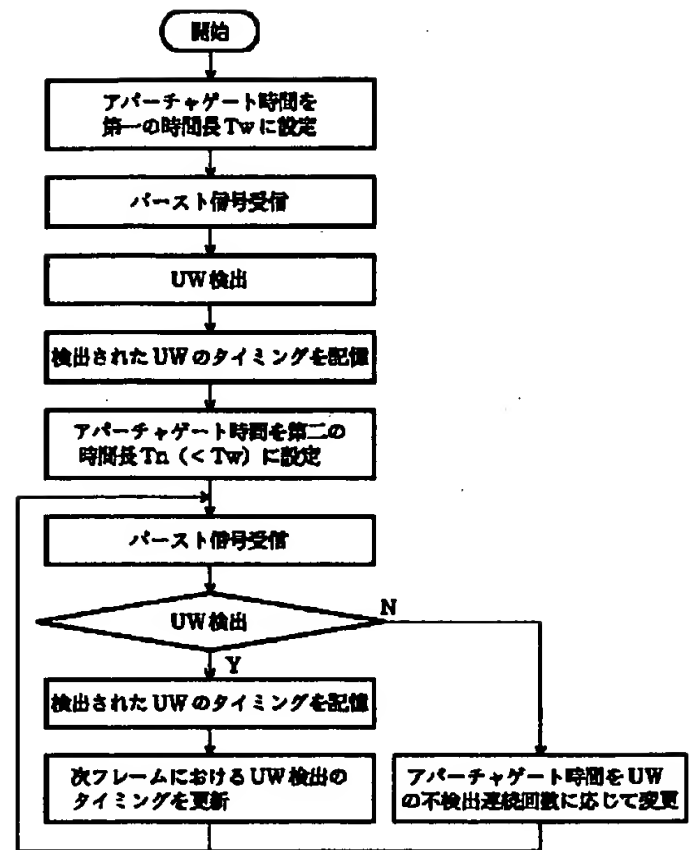 開始
アパーチャゲート時間を
第一の時間長Twに設定
バースト信号受信
UW検出
検出されたUWのタイミングを記憶
アパーチャゲート時間を第二の
時間長Tn（＜Tw）に設定
バースト信号受信
UW検出
N
Y
検出されたUWのタイミングを記憶
次フレームにおけるUW検出の
タイミングを更新
アパーチャゲート時間をUW
の不検出連続回数に応じて変更